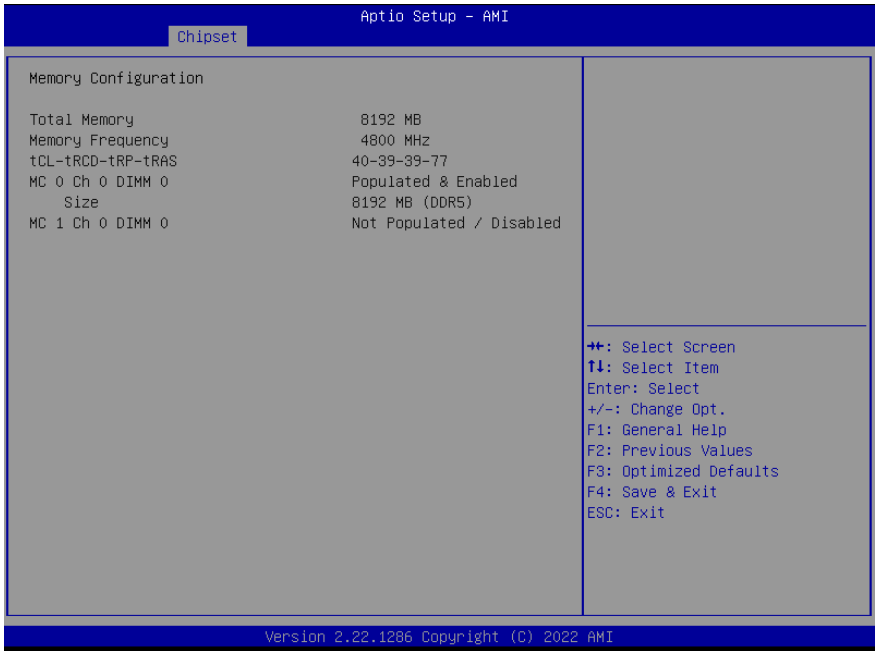 Aptio Setup – AMI
Chipset
Memory Configuration
Total Memory 8192 MB
Memory Frequency 4800 MHz
tCL-tRCD-tRP-tRAS 40-39-39-77
MC 0 Ch 0 DIMM 0 Populated & Enabled
Size 8192 MB (DDR5)
MC 1 Ch 0 DIMM 0 Not Populated / Disabled
→←: Select Screen
↑↓: Select Item
Enter: Select
+/-: Change Opt.
F1: General Help
F2: Previous Values
F3: Optimized Defaults
F4: Save & Exit
ESC: Exit
Version 2.22.1286 Copyright (C) 2022 AMI